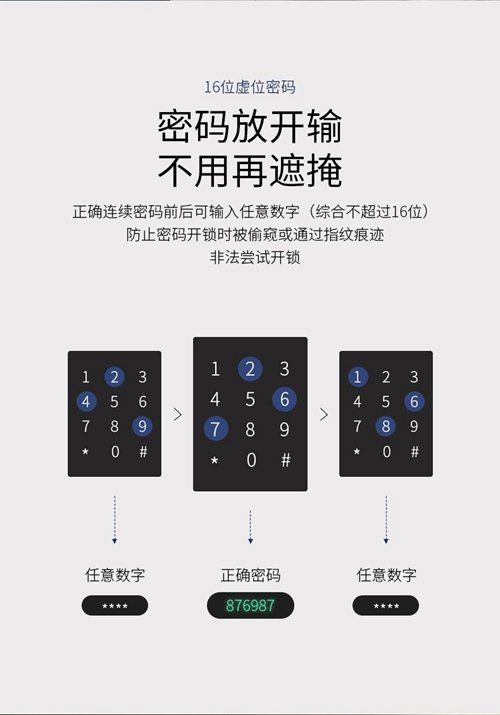 16位虚位密码
密码放开输
不用再遮掩
正确连续密码前后可输入任意数字（综合不超过16位）
防止密码开锁时被偷窥或通过指纹痕迹
非法尝试开锁
1 2 3
4 5 6
7 8 9
* 0 #
1 2 3
4 5 6
7 8 9
* 0 #
1 2 3
4 5 6
7 8 9
* 0 #
任意数字
正确密码
任意数字
****
876987
****